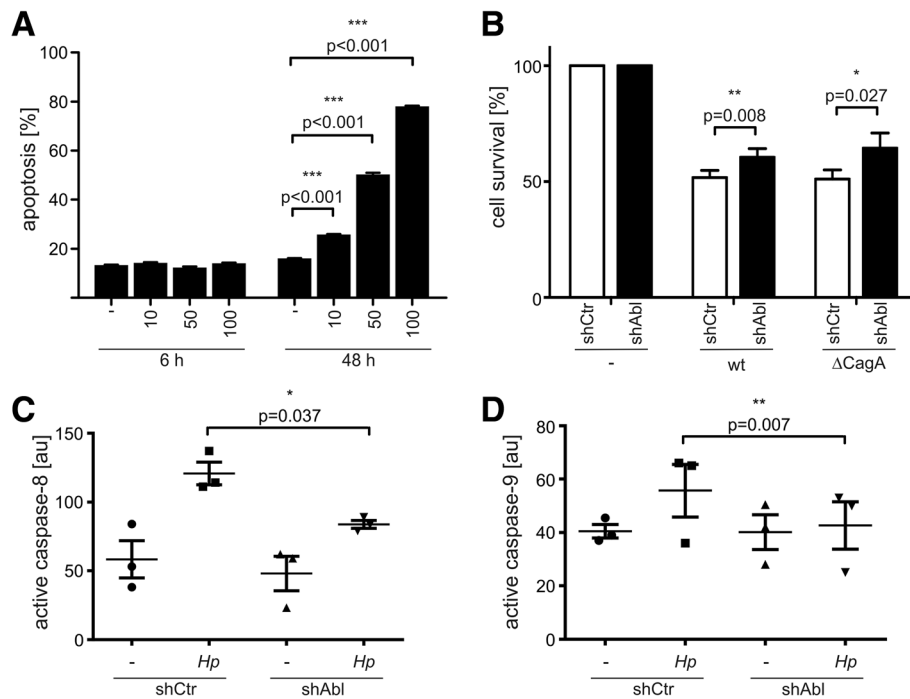 A
apoptosis [%]
100
80
60
40
20
***
p<0.001
***
p<0.001
***
p<0.001
- 10 50 100 - 10 50 100
6 h 48 h
B
cell survival [%]
100
50
0
**
p=0.008
*
p=0.027
shCtr shAbl shCtr shAbl shCtr shAbl
- wt ΔCagA
C
active caspase-8 [au]
150
100
50
0
*
p=0.037
- Hp - Hp
shCtr shAbl
D
active caspase-9 [au]
80
60
40
20
0
**
p=0.007
- Hp - Hp
shCtr shAbl